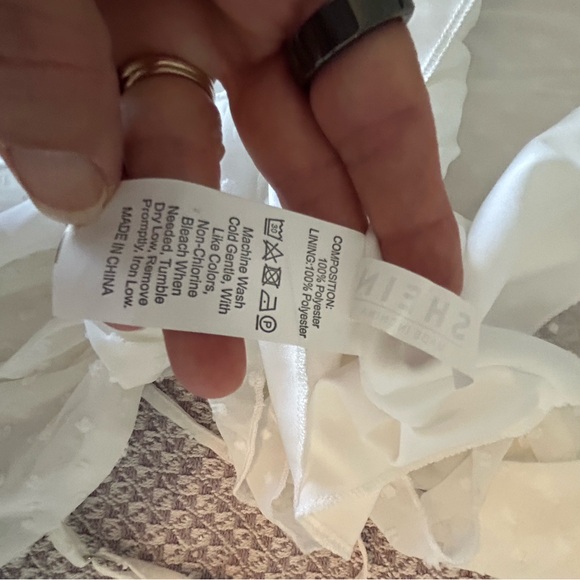 COMPOSITION:
100% Polyester
LINING:100% Polyester
30
P
Machine Wash
Cold Gentle, With
Like Colors,
Non-Chlorine
Bleach When
Needed, Tumble
Dry Low, Remove
Promptly, Iron Low.
MADE IN CHINA
SHEIN